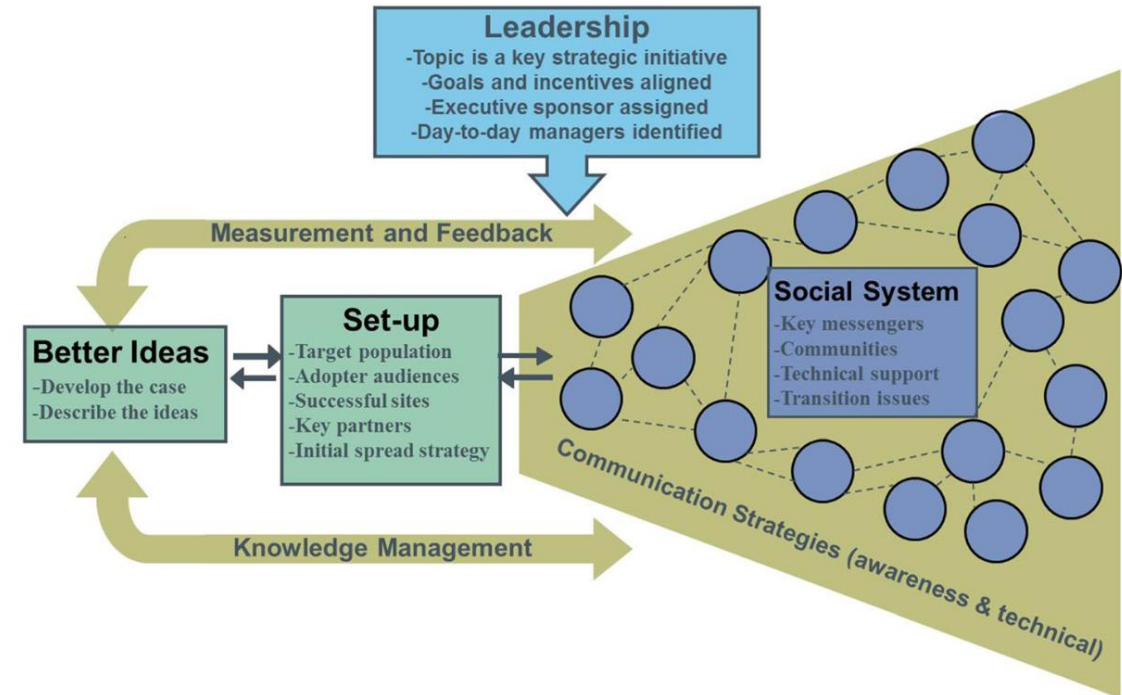 Leadership
-Topic is a key strategic initiative
-Goals and incentives aligned
-Executive sponsor assigned
-Day-to-day managers identified
Measurement and Feedback
Better Ideas
-Develop the case
-Describe the ideas
Set-up
-Target population
-Adopter audiences
-Successful sites
-Key partners
-Initial spread strategy
Social System
-Key messengers
-Communities
-Technical support
-Transition issues
Knowledge Management
Communication Strategies (awareness & technical)